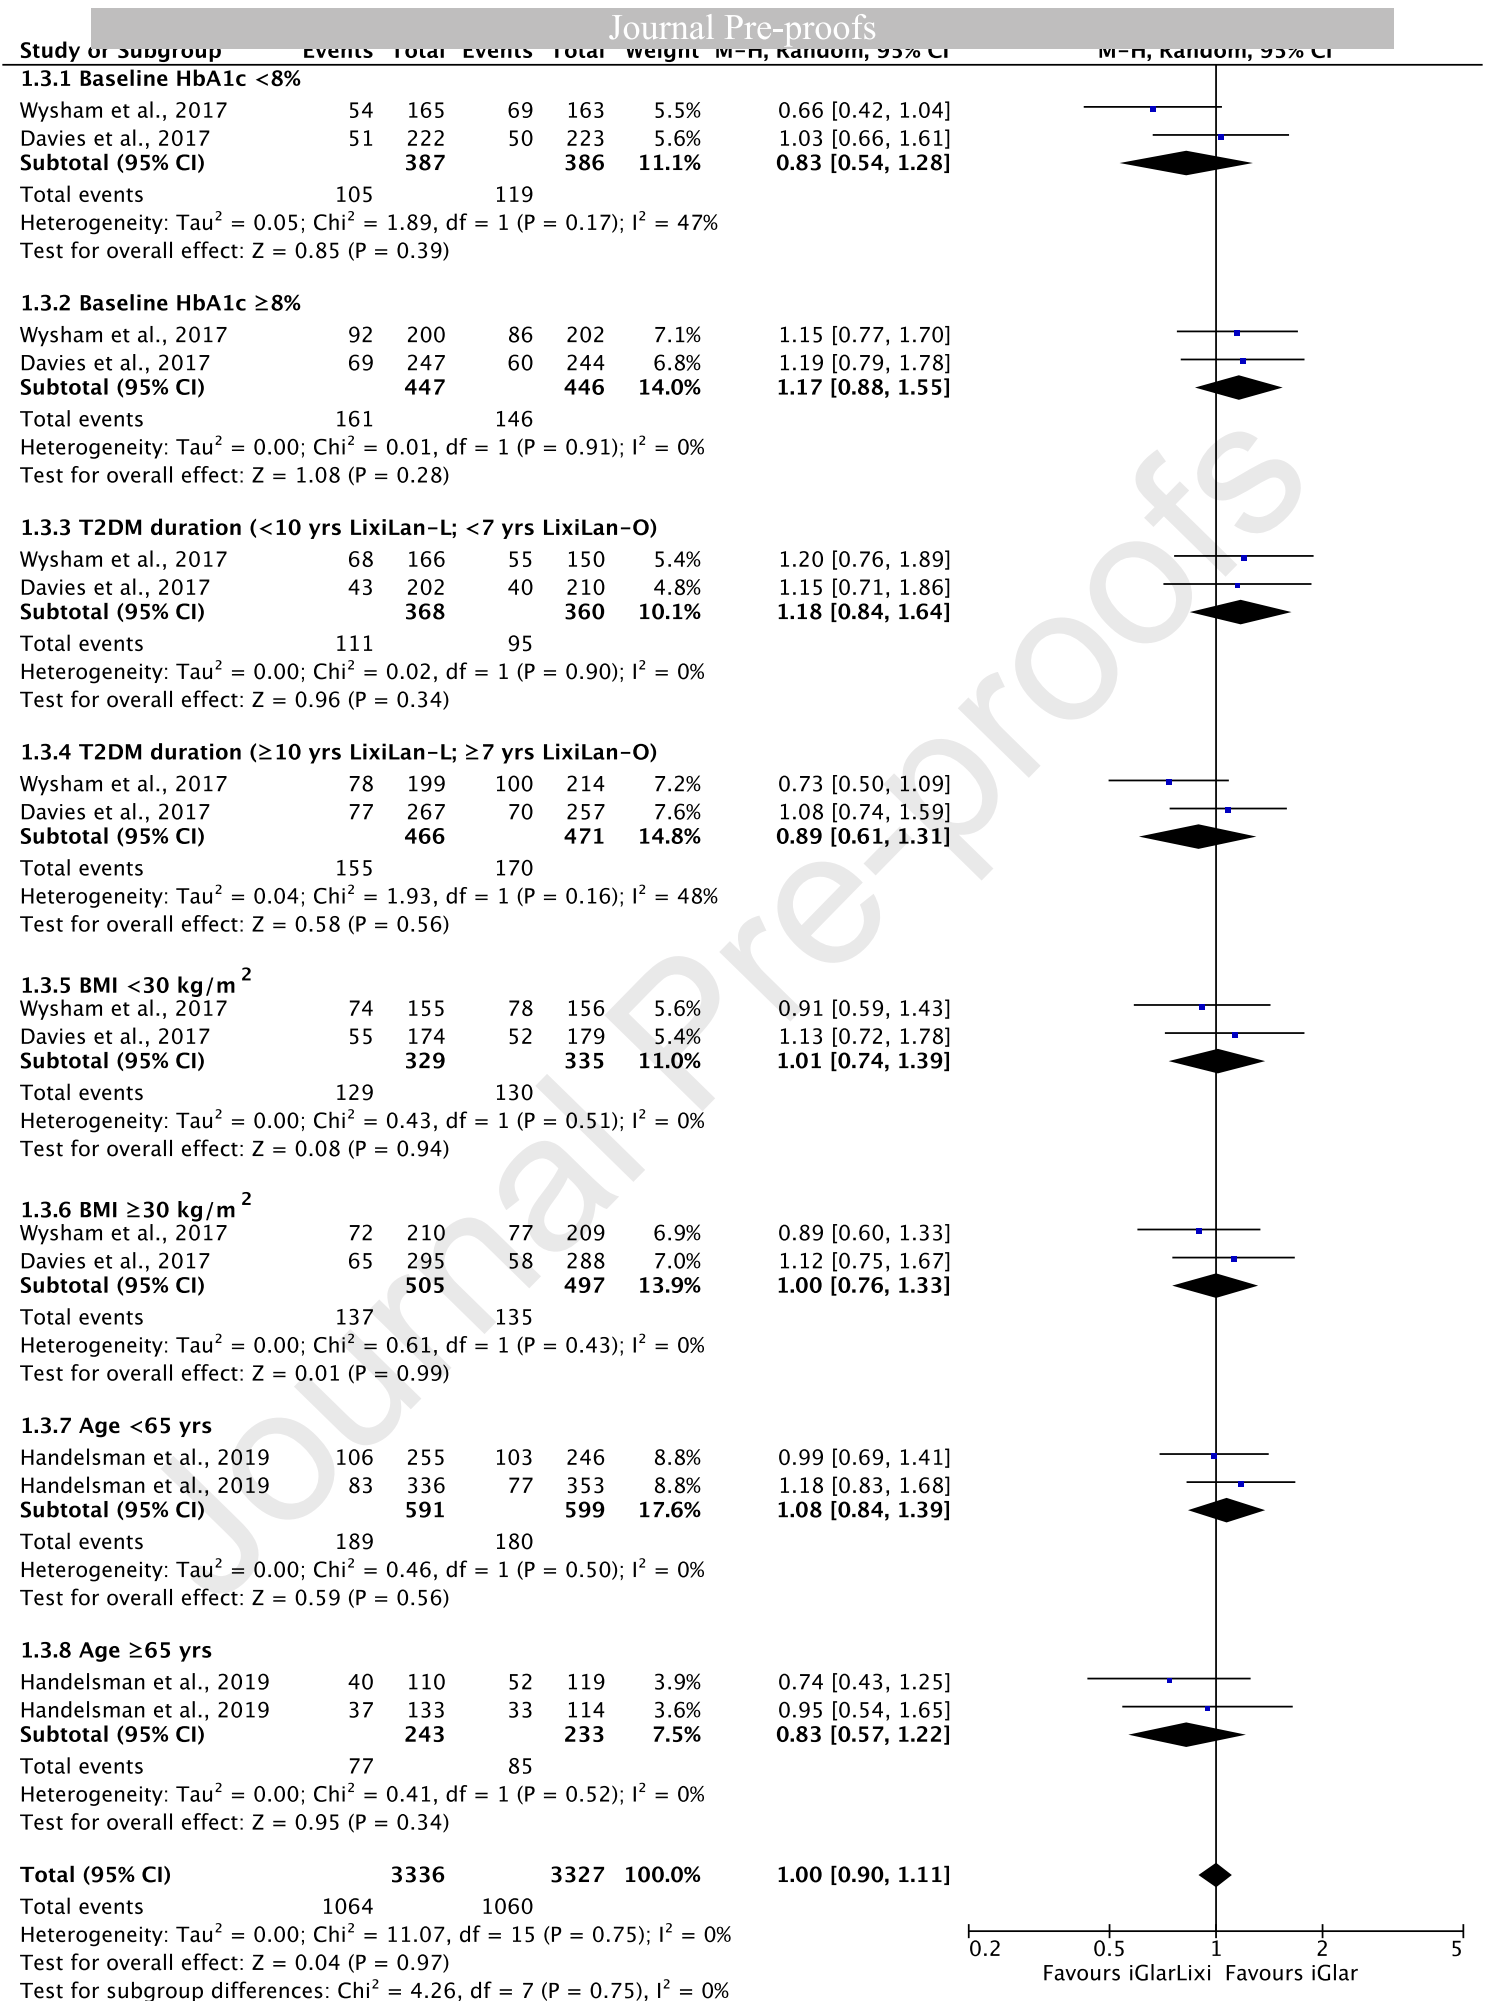 Journal Pre-proofs
Study or Subgroup Events Total Events Total Weight M-H, Random, 95% CI M-H, Random, 95% CI
1.3.1 Baseline HbA1c <8%
Wysham et al., 2017 54 165 69 163 5.5% 0.66 [0.42, 1.04]
Davies et al., 2017 51 222 50 223 5.6% 1.03 [0.66, 1.61]
Subtotal (95% CI) 387 386 11.1% 0.83 [0.54, 1.28]
Total events 105 119
Heterogeneity: Tau² = 0.05; Chi² = 1.89, df = 1 (P = 0.17); I² = 47%
Test for overall effect: Z = 0.85 (P = 0.39)
1.3.2 Baseline HbA1c ≥8%
Wysham et al., 2017 92 200 86 202 7.1% 1.15 [0.77, 1.70]
Davies et al., 2017 69 247 60 244 6.8% 1.19 [0.79, 1.78]
Subtotal (95% CI) 447 446 14.0% 1.17 [0.88, 1.55]
Total events 161 146
Heterogeneity: Tau² = 0.00; Chi² = 0.01, df = 1 (P = 0.91); I² = 0%
Test for overall effect: Z = 1.08 (P = 0.28)
1.3.3 T2DM duration (<10 yrs LixiLan-L; <7 yrs LixiLan-O)
Wysham et al., 2017 68 166 55 150 5.4% 1.20 [0.76, 1.89]
Davies et al., 2017 43 202 40 210 4.8% 1.15 [0.71, 1.86]
Subtotal (95% CI) 368 360 10.1% 1.18 [0.84, 1.64]
Total events 111 95
Heterogeneity: Tau² = 0.00; Chi² = 0.02, df = 1 (P = 0.90); I² = 0%
Test for overall effect: Z = 0.96 (P = 0.34)
1.3.4 T2DM duration (≥10 yrs LixiLan-L; ≥7 yrs LixiLan-O)
Wysham et al., 2017 78 199 100 214 7.2% 0.73 [0.50, 1.09]
Davies et al., 2017 77 267 70 257 7.6% 1.08 [0.74, 1.59]
Subtotal (95% CI) 466 471 14.8% 0.89 [0.61, 1.31]
Total events 155 170
Heterogeneity: Tau² = 0.04; Chi² = 1.93, df = 1 (P = 0.16); I² = 48%
Test for overall effect: Z = 0.58 (P = 0.56)
1.3.5 BMI <30 kg/m²
Wysham et al., 2017 74 155 78 156 5.6% 0.91 [0.59, 1.43]
Davies et al., 2017 55 174 52 179 5.4% 1.13 [0.72, 1.78]
Subtotal (95% CI) 329 335 11.0% 1.01 [0.74, 1.39]
Total events 129 130
Heterogeneity: Tau² = 0.00; Chi² = 0.43, df = 1 (P = 0.51); I² = 0%
Test for overall effect: Z = 0.08 (P = 0.94)
1.3.6 BMI ≥30 kg/m²
Wysham et al., 2017 72 210 77 209 6.9% 0.89 [0.60, 1.33]
Davies et al., 2017 65 295 58 288 7.0% 1.12 [0.75, 1.67]
Subtotal (95% CI) 505 497 13.9% 1.00 [0.76, 1.33]
Total events 137 135
Heterogeneity: Tau² = 0.00; Chi² = 0.61, df = 1 (P = 0.43); I² = 0%
Test for overall effect: Z = 0.01 (P = 0.99)
1.3.7 Age <65 yrs
Handelsman et al., 2019 106 255 103 246 8.8% 0.99 [0.69, 1.41]
Handelsman et al., 2019 83 336 77 353 8.8% 1.18 [0.83, 1.68]
Subtotal (95% CI) 591 599 17.6% 1.08 [0.84, 1.39]
Total events 189 180
Heterogeneity: Tau² = 0.00; Chi² = 0.46, df = 1 (P = 0.50); I² = 0%
Test for overall effect: Z = 0.59 (P = 0.56)
1.3.8 Age ≥65 yrs
Handelsman et al., 2019 40 110 52 119 3.9% 0.74 [0.43, 1.25]
Handelsman et al., 2019 37 133 33 114 3.6% 0.95 [0.54, 1.65]
Subtotal (95% CI) 243 233 7.5% 0.83 [0.57, 1.22]
Total events 77 85
Heterogeneity: Tau² = 0.00; Chi² = 0.41, df = 1 (P = 0.52); I² = 0%
Test for overall effect: Z = 0.95 (P = 0.34)
Total (95% CI) 3336 3327 100.0% 1.00 [0.90, 1.11]
Total events 1064 1060
Heterogeneity: Tau² = 0.00; Chi² = 11.07, df = 15 (P = 0.75); I² = 0%
Test for overall effect: Z = 0.04 (P = 0.97)
Test for subgroup differences: Chi² = 4.26, df = 7 (P = 0.75), I² = 0%
0.2 0.5 1 2 5
Favours iGlarLixi Favours iGlar
Journal Pre-proofs